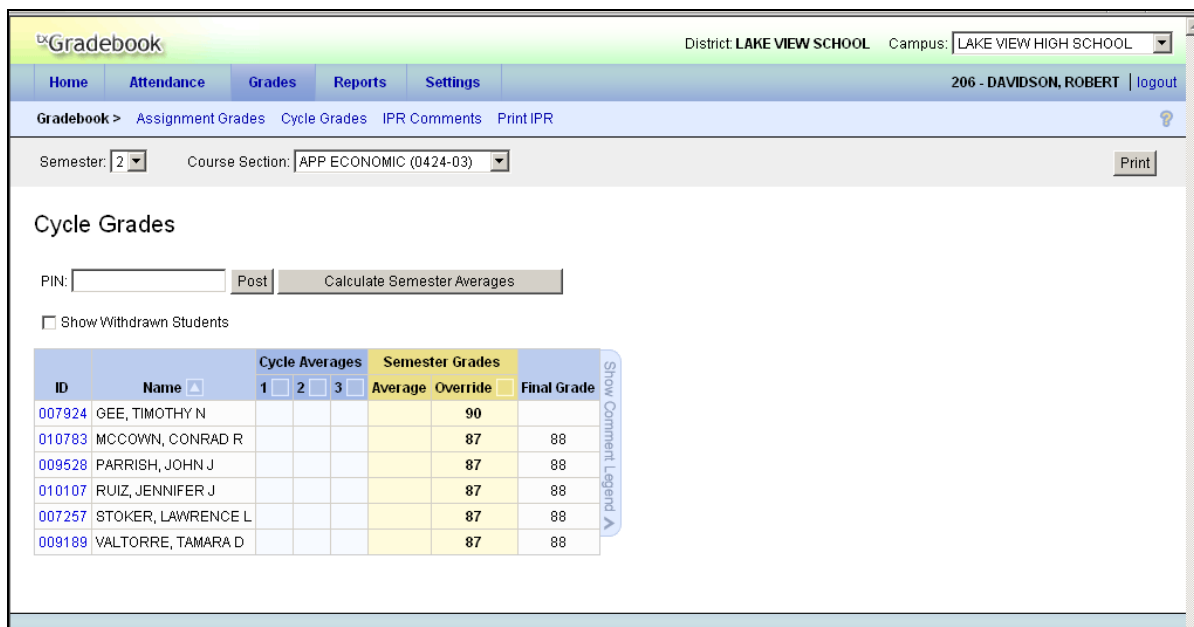 txGradebook District: LAKE VIEW SCHOOL Campus: LAKE VIEW HIGH SCHOOL
Home Attendance Grades Reports Settings 206 - DAVIDSON, ROBERT | logout
Gradebook > Assignment Grades Cycle Grades IPR Comments Print IPR ?
Semester: 2 Course Section: APP ECONOMIC (0424-03) Print
Cycle Grades
PIN: Post Calculate Semester Averages
Show Withdrawn Students
Cycle Averages Semester Grades
ID Name 1 2 3 Average Override Final Grade
007924 GEE, TIMOTHY N 90
010783 MCCOWN, CONRAD R 87 88
009528 PARRISH, JOHN J 87 88
010107 RUIZ, JENNIFER J 87 88
007257 STOKER, LAWRENCE L 87 88
009189 VALTORRE, TAMARA D 87 88
Show Comment Legend